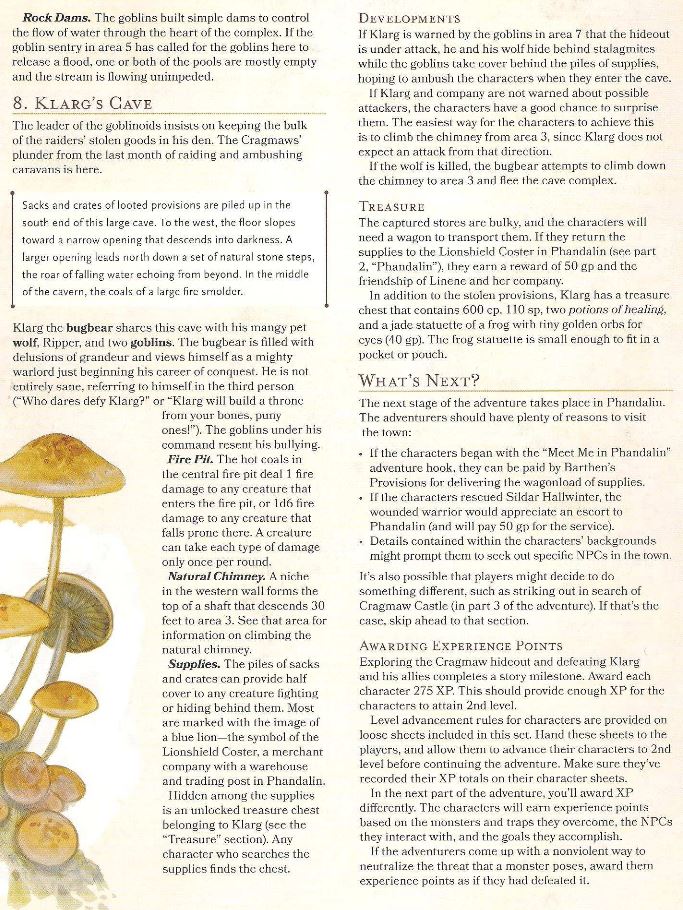 Rock Dams. The goblins built simple dams to control
the flow of water through the heart of the complex. If the
goblin sentry in area 5 has called for the goblins here to
release a flood, one or both of the pools are mostly empty
and the stream is flowing unimpeded.
8. Klarg's Cave
The leader of the goblinoids insists on keeping the bulk
of the raiders' stolen goods in his den. The Cragmaws'
plunder from the last month of raiding and ambushing
caravans is here.
Sacks and crates of looted provisions are piled up in the
south end of this large cave. To the west, the floor slopes
toward a narrow opening that descends into darkness. A
larger opening leads north down a set of natural stone steps,
the roar of falling water echoing from beyond. In the middle
of the cavern, the coals of a large fire smolder.
Klarg the bugbear shares this cave with his mangy pet
wolf, Ripper, and two goblins. The bugbear is filled with
delusions of grandeur and views himself as a mighty
warlord just beginning his career of conquest. He is not
entirely sane, referring to himself in the third person
("Who dares defy Klarg?" or "Klarg will build a throne
from your bones, puny
ones!"). The goblins under his
command resent his bullying.
Fire Pit. The hot coals in
the central fire pit deal 1 fire
damage to any creature that
enters the fire pit, or 1d6 fire
damage to any creature that
falls prone there. A creature
can take each type of damage
only once per round.
Natural Chimney. A niche
in the western wall forms the
top of a shaft that descends 30
feet to area 3. See that area for
information on climbing the
natural chimney.
Supplies. The piles of sacks
and crates can provide half
cover to any creature fighting
or hiding behind them. Most
are marked with the image of
a blue lion—the symbol of the
Lionshield Coster, a merchant
company with a warehouse
and trading post in Phandalin.
Hidden among the supplies
is an unlocked treasure chest
belonging to Klarg (see the
"Treasure" section). Any
character who searches the
supplies finds the chest.
Developments
If Klarg is warned by the goblins in area 7 that the hideout
is under attack, he and his wolf hide behind stalagmites
while the goblins take cover behind the piles of supplies,
hoping to ambush the characters when they enter the cave.
If Klarg and company are not warned about possible
attackers, the characters have a good chance to surprise
them. The easiest way for the characters to achieve this
is to climb the chimney from area 3, since Klarg does not
expect an attack from that direction.
If the wolf is killed, the bugbear attempts to climb down
the chimney to area 3 and flee the cave complex.
Treasure
The captured stores are bulky, and the characters will
need a wagon to transport them. If they return the
supplies to the Lionshield Coster in Phandalin (see part
2, "Phandalin"), they earn a reward of 50 gp and the
friendship of Linene and her company.
In addition to the stolen provisions, Klarg has a treasure
chest that contains 600 cp, 110 sp, two potions of healing,
and a jade statuette of a frog with tiny golden orbs for
eyes (40 gp). The frog statuette is small enough to fit in a
pocket or pouch.
What's Next?
The next stage of the adventure takes place in Phandalin.
The adventurers should have plenty of reasons to visit
the town:
• If the characters began with the "Meet Me in Phandalin"
adventure hook, they can be paid by Barthen's
Provisions for delivering the wagonload of supplies.
• If the characters rescued Sildar Hallwinter, the
wounded warrior would appreciate an escort to
Phandalin (and will pay 50 gp for the service).
• Details contained within the characters' backgrounds
might prompt them to seek out specific NPCs in the town.
It's also possible that players might decide to do
something different, such as striking out in search of
Cragmaw Castle (in part 3 of the adventure). If that's the
case, skip ahead to that section.
Awarding Experience Points
Exploring the Cragmaw hideout and defeating Klarg
and his allies completes a story milestone. Award each
character 275 XP. This should provide enough XP for the
characters to attain 2nd level.
Level advancement rules for characters are provided on
loose sheets included in this set. Hand these sheets to the
players, and allow them to advance their characters to 2nd
level before continuing the adventure. Make sure they've
recorded their XP totals on their character sheets.
In the next part of the adventure, you'll award XP
differently. The characters will earn experience points
based on the monsters and traps they overcome, the NPCs
they interact with, and the goals they accomplish.
If the adventurers come up with a nonviolent way to
neutralize the threat that a monster poses, award them
experience points as if they had defeated it.